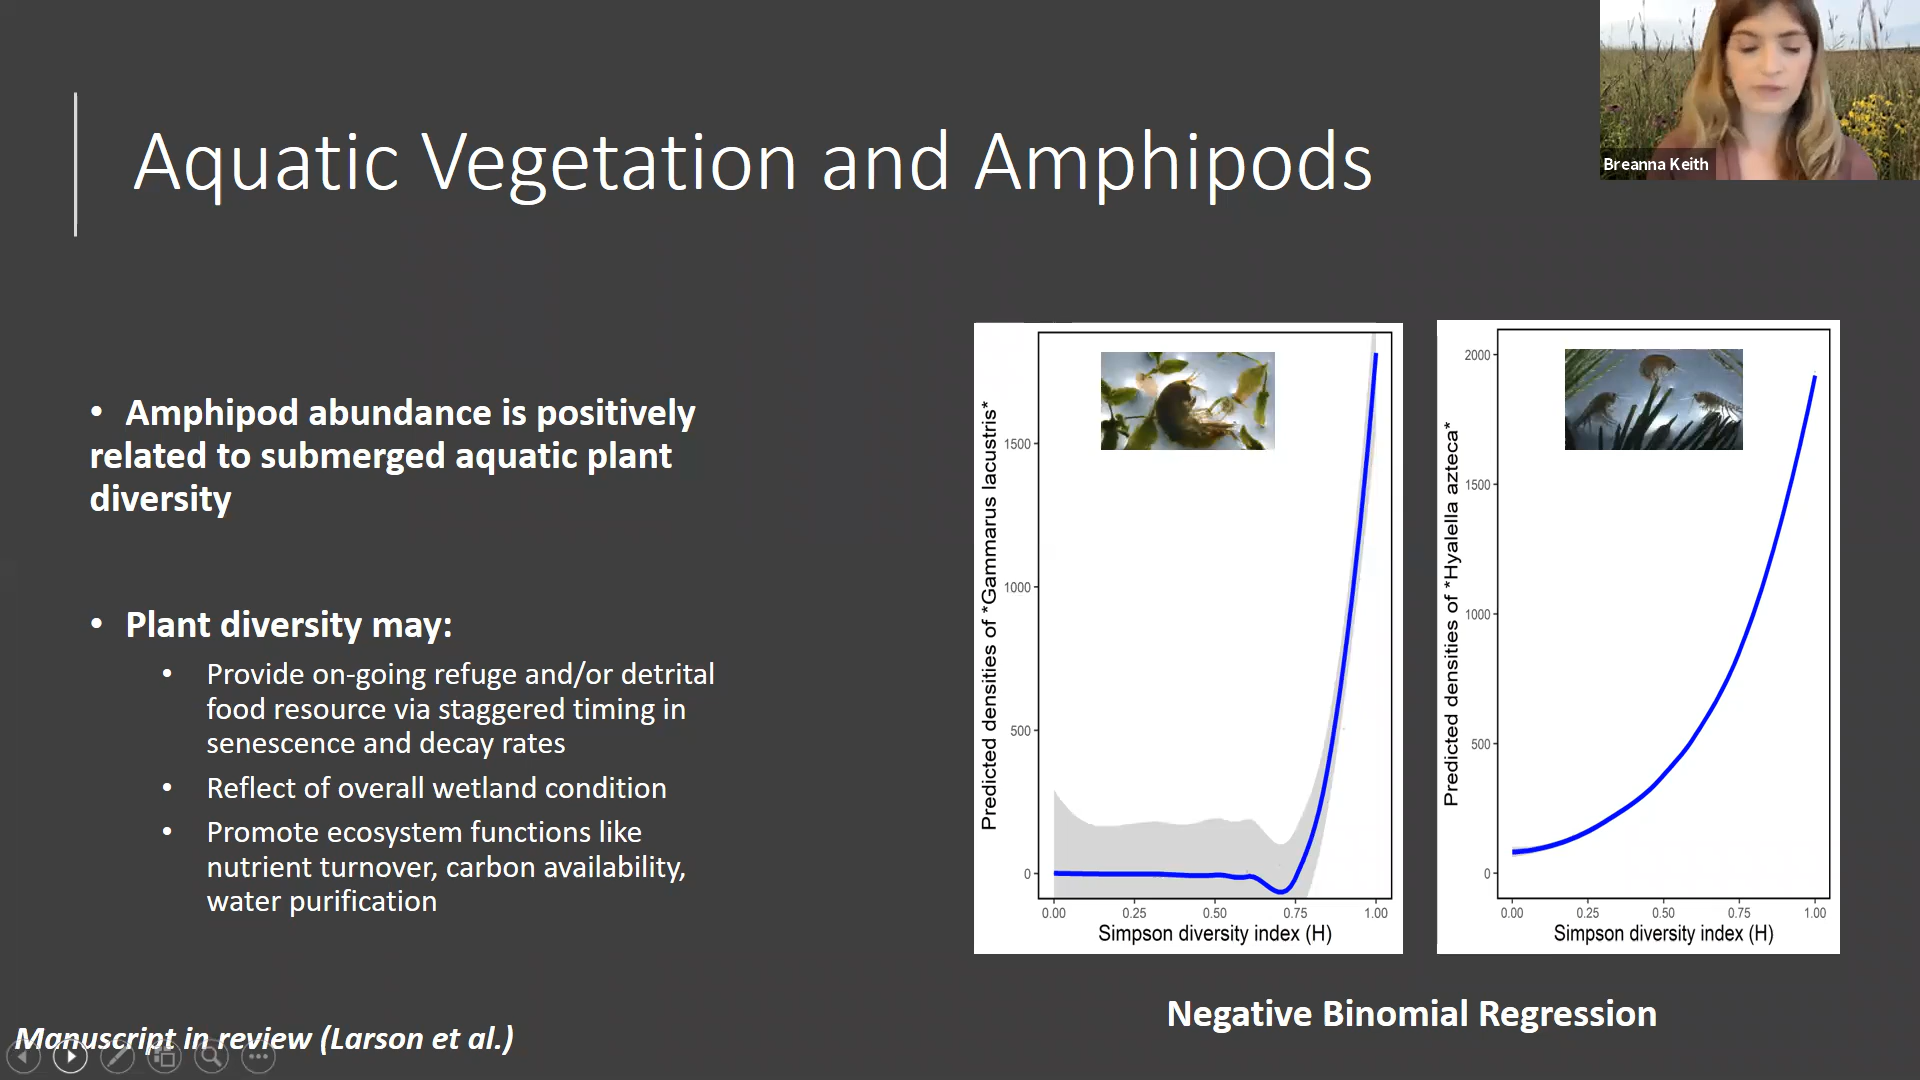 Aquatic Vegetation and Amphipods
Breanna Keith
• Amphipod abundance is positively
related to submerged aquatic plant
diversity
• Plant diversity may:
• Provide on-going refuge and/or detrital
food resource via staggered timing in
senescence and decay rates
• Reflect of overall wetland condition
• Promote ecosystem functions like
nutrient turnover, carbon availability,
water purification
Predicted densities of *Gammarus lacustris*
1500
1000
500
0
0.00 0.25 0.50 0.75 1.00
Simpson diversity index (H)
Predicted densities of *Hyalella azteca*
2000
1500
1000
500
0
0.00 0.25 0.50 0.75 1.00
Simpson diversity index (H)
Negative Binomial Regression
Manuscript in review (Larson et al.)